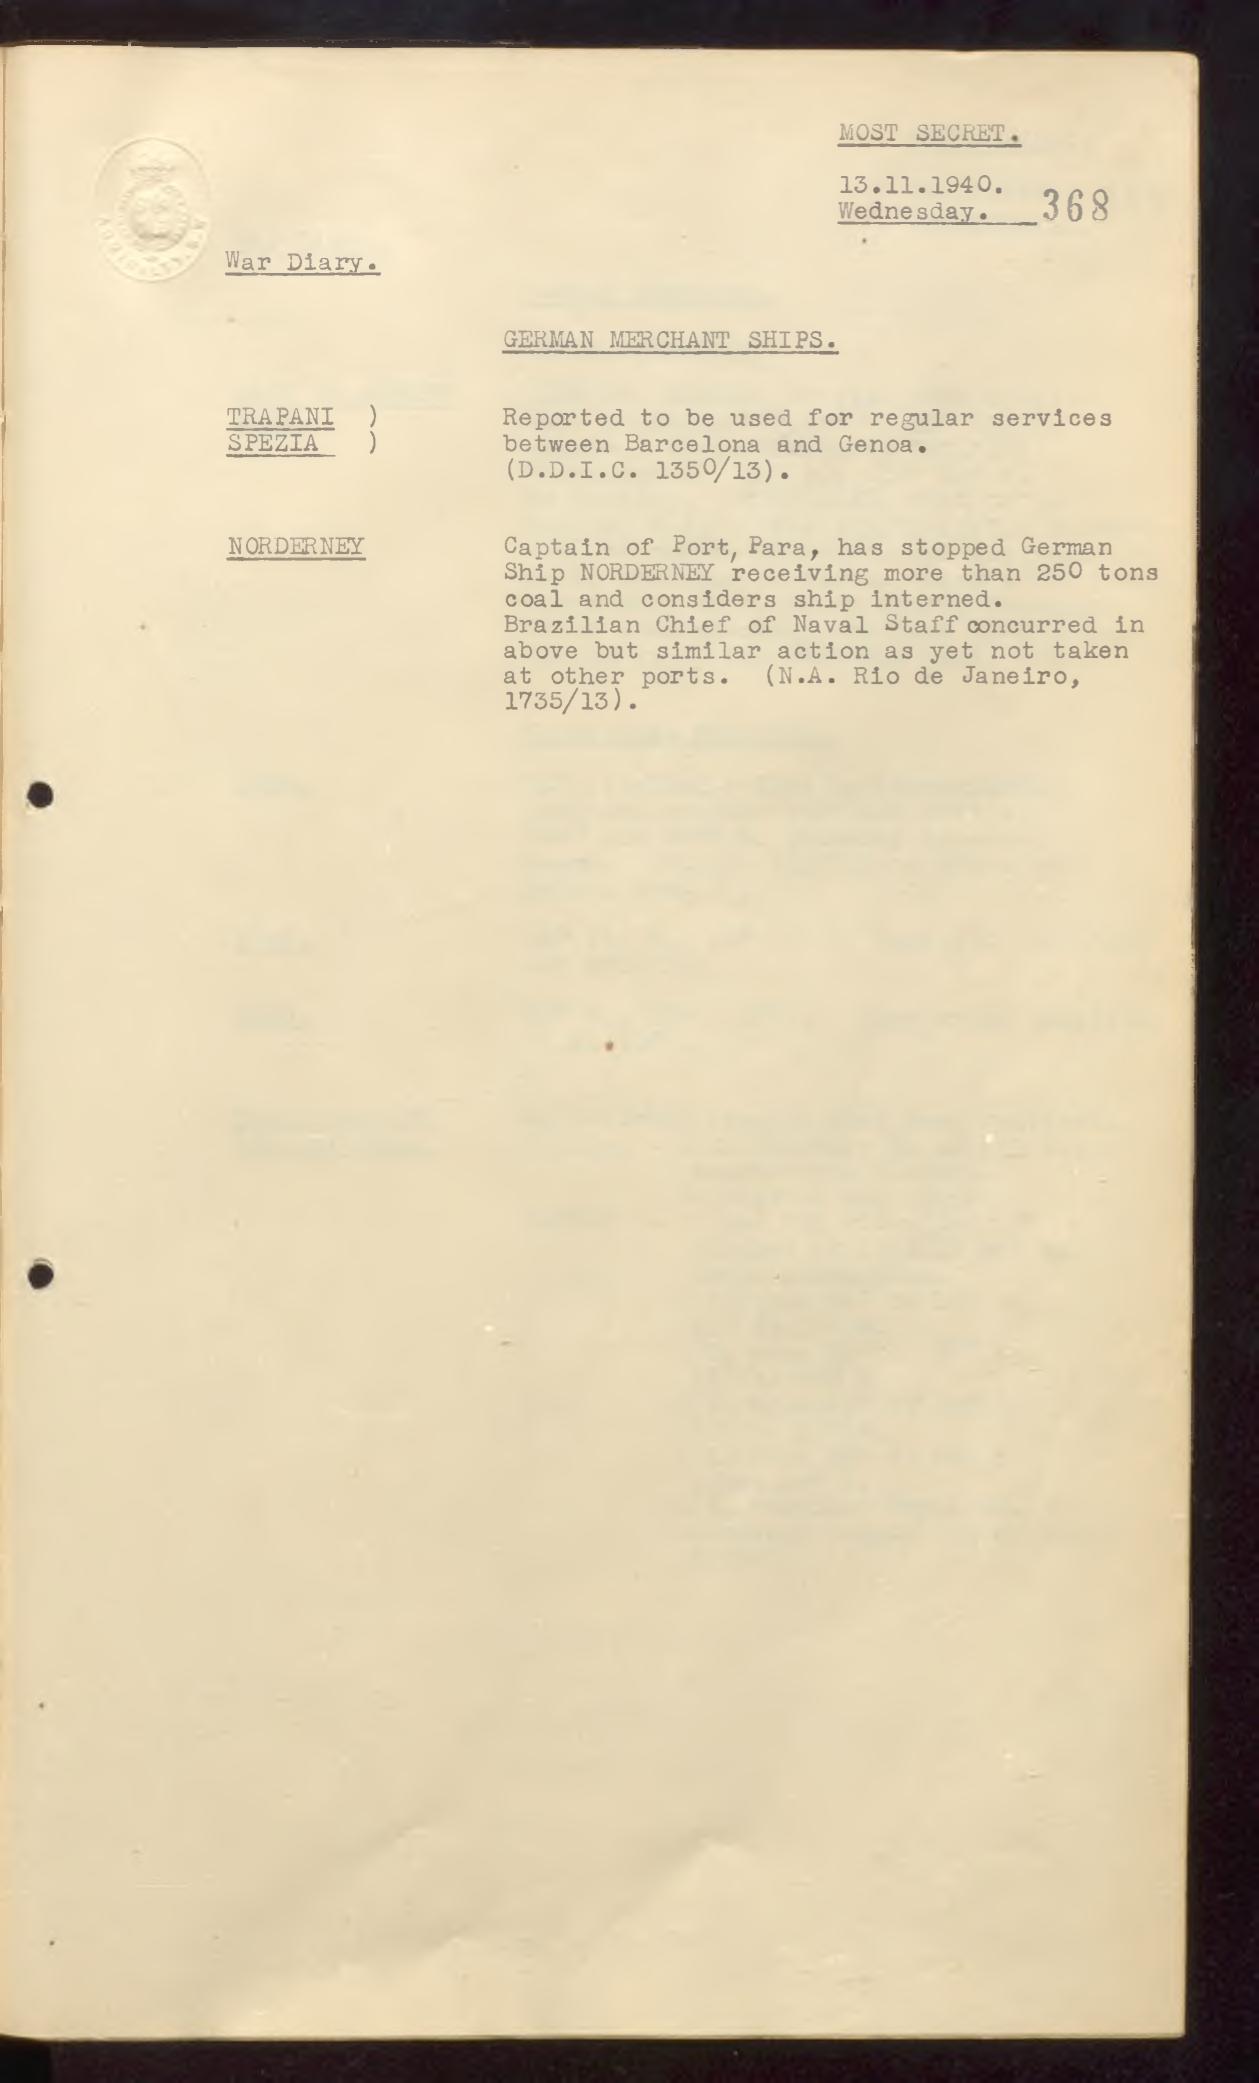 MOST SECRET.
13.11.1940.
Wednesday. 368
War Diary.
GERMAN MERCHANT SHIPS.
TRAPANI ) Reported to be used for regular services
SPEZIA ) between Barcelona and Genoa.
(D.D.I.C. 1350/13).
NORDERNEY Captain of Port, Para, has stopped German
Ship NORDERNEY receiving more than 250 tons
coal and considers ship interned.
Brazilian Chief of Naval Staff concurred in
above but similar action as yet not taken
at other ports. (N.A. Rio de Janeiro,
1735/13).